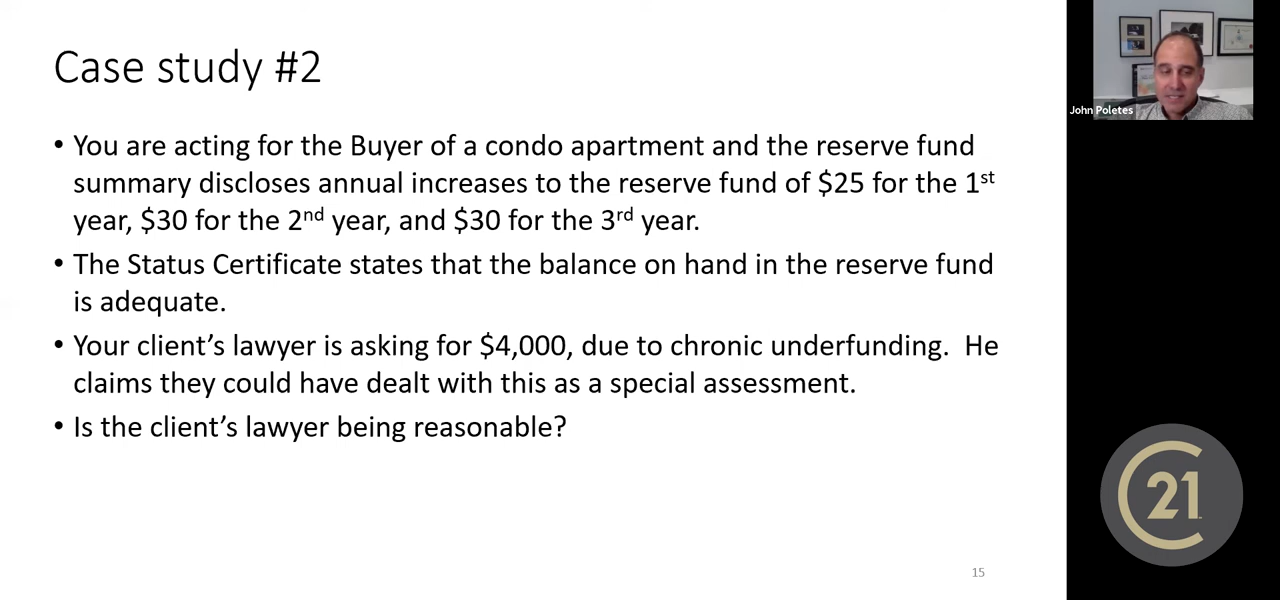 Case study #2
• You are acting for the Buyer of a condo apartment and the reserve fund
summary discloses annual increases to the reserve fund of $25 for the 1st
year, $30 for the 2nd year, and $30 for the 3rd year.
• The Status Certificate states that the balance on hand in the reserve fund
is adequate.
• Your client’s lawyer is asking for $4,000, due to chronic underfunding.  He
claims they could have dealt with this as a special assessment.
• Is the client’s lawyer being reasonable?
15
John Poletes
C21